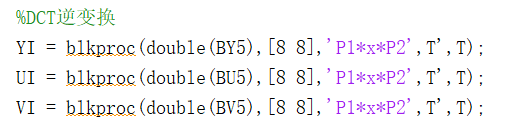 %DCT逆变换
YI = blkproc(double(BY5),[8 8],'P1*x*P2',T',T);
UI = blkproc(double(BU5),[8 8],'P1*x*P2',T',T);
VI = blkproc(double(BV5),[8 8],'P1*x*P2',T',T);